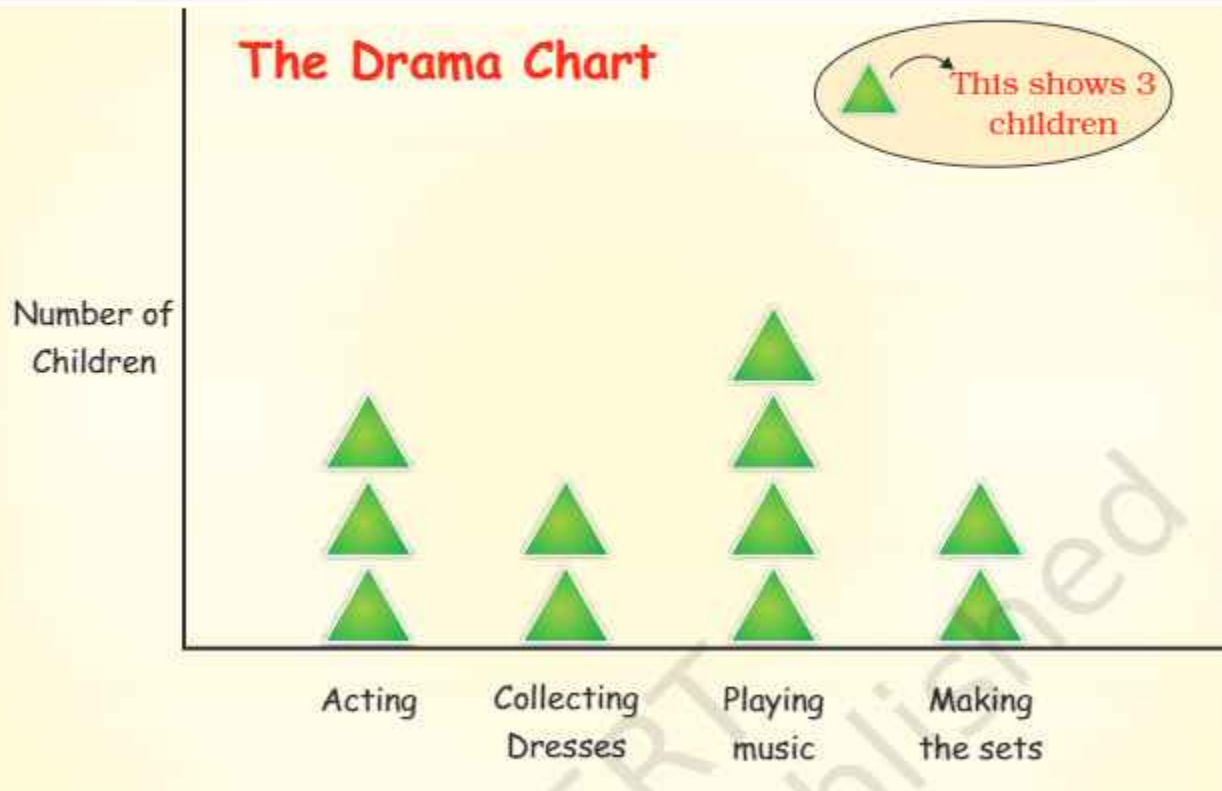 The Drama Chart
This shows 3
children
Number of
Children
Acting
Collecting
Dresses
Playing
music
Making
the sets